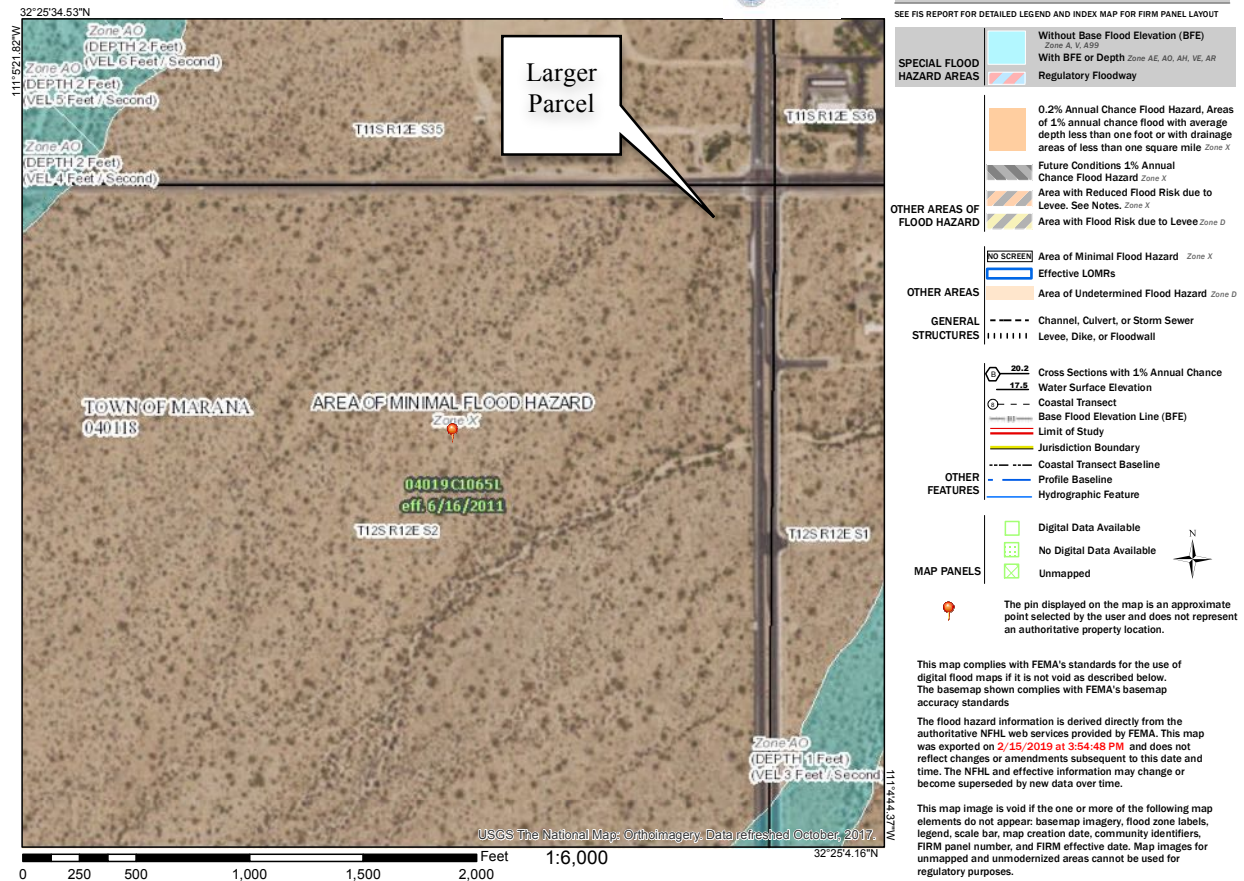 32°25'34.53"N
111°5'21.82"W
Zone AO
(DEPTH 2 Feet)
(VEL 6 Feet / Second)
Zone AO
(DEPTH 2 Feet)
(VEL 5 Feet / Second)
Zone AO
(DEPTH 2 Feet)
(VEL 4 Feet / Second)
T11S R12E S35
Larger
Parcel
T11S R12E S36
TOWN OF MARANA
040118
AREA OF MINIMAL FLOOD HAZARD
Zone X
04019C1065L
eff. 6/16/2011
T12S R12E S2
T12S R12E S1
Zone AO
(DEPTH 1 Feet)
(VEL 3 Feet / Second)
USGS The National Map: Orthoimagery. Data refreshed October, 2017.
111°4'44.37"W
32°25'4.16"N
Feet
1:6,000
0 250 500 1,000 1,500 2,000
SEE FIS REPORT FOR DETAILED LEGEND AND INDEX MAP FOR FIRM PANEL LAYOUT
SPECIAL FLOOD
HAZARD AREAS
Without Base Flood Elevation (BFE)
Zone A, V, A99
With BFE or Depth Zone AE, AO, AH, VE, AR
Regulatory Floodway
0.2% Annual Chance Flood Hazard, Areas
of 1% annual chance flood with average
depth less than one foot or with drainage
areas of less than one square mile Zone X
Future Conditions 1% Annual
Chance Flood Hazard Zone X
Area with Reduced Flood Risk due to
Levee. See Notes. Zone X
Area with Flood Risk due to Levee Zone D
OTHER AREAS OF
FLOOD HAZARD
NO SCREEN Area of Minimal Flood Hazard Zone X
Effective LOMRs
OTHER AREAS
Area of Undetermined Flood Hazard Zone D
GENERAL
STRUCTURES
Channel, Culvert, or Storm Sewer
Levee, Dike, or Floodwall
B 20.2 Cross Sections with 1% Annual Chance
17.5 Water Surface Elevation
8 Coastal Transect
513 Base Flood Elevation Line (BFE)
Limit of Study
Jurisdiction Boundary
Coastal Transect Baseline
OTHER
FEATURES
Profile Baseline
Hydrographic Feature
Digital Data Available
No Digital Data Available
Unmapped
MAP PANELS
N
The pin displayed on the map is an approximate
point selected by the user and does not represent
an authoritative property location.
This map complies with FEMA's standards for the use of
digital flood maps if it is not void as described below.
The basemap shown complies with FEMA's basemap
accuracy standards
The flood hazard information is derived directly from the
authoritative NFHL web services provided by FEMA. This map
was exported on 2/15/2019 at 3:54:48 PM and does not
reflect changes or amendments subsequent to this date and
time. The NFHL and effective information may change or
become superseded by new data over time.
This map image is void if the one or more of the following map
elements do not appear: basemap imagery, flood zone labels,
legend, scale bar, map creation date, community identifiers,
FIRM panel number, and FIRM effective date. Map images for
unmapped and unmodernized areas cannot be used for
regulatory purposes.